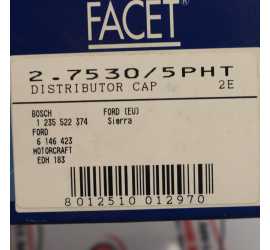 FACET®
2-7530/5PHT
DISTRIBUTOR CAP 2E
BOSCH FORD (EU)
1 235 522 374 Sierra
FORD
6 146 423
MOTORCRAFT
EDH 183
8012510 012970